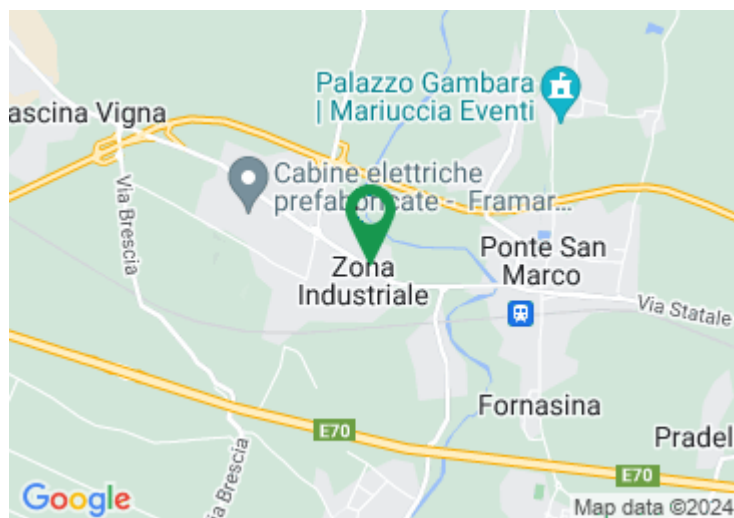 Palazzo Gambara
| Mariuccia Eventi
ascina Vigna
Cabine elettriche
prefabbricate - Framar...
Via Brescia
Zona
Industriale
Ponte San
Marco
Via Statale
Fornasina
E70
Pradel
E70
a Brescia
Google
Map data ©2024